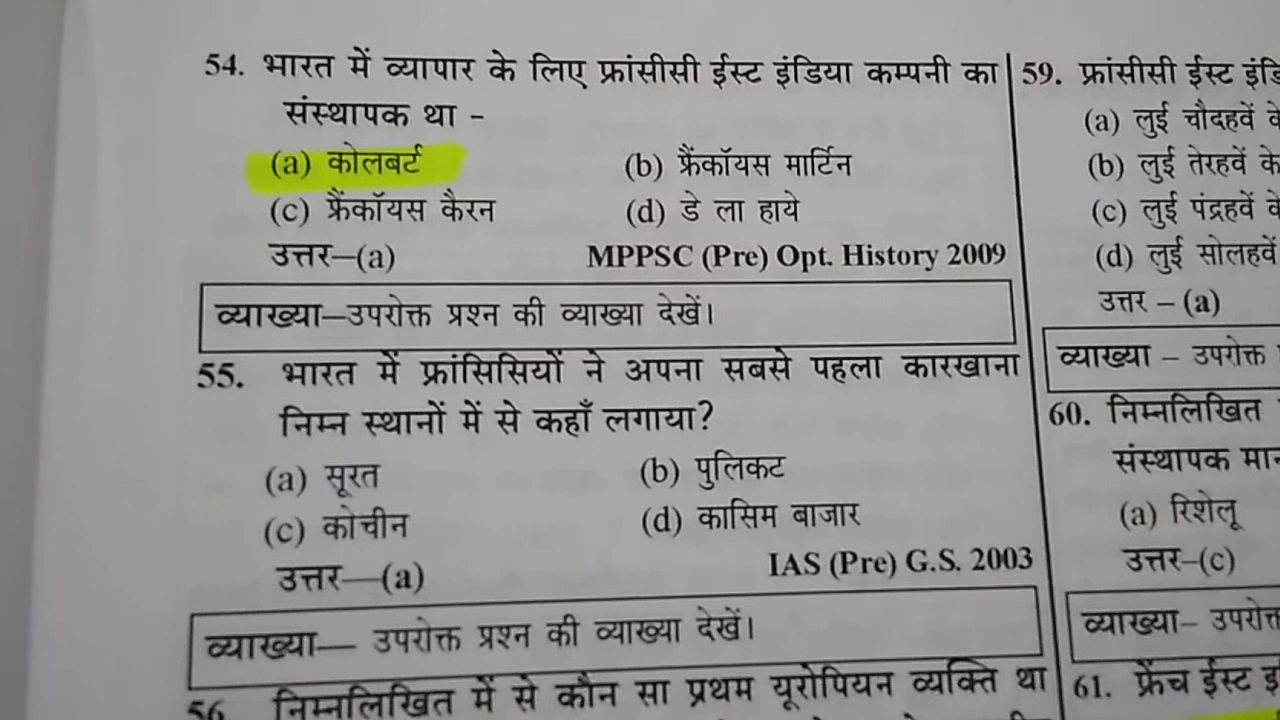 54. भारत में व्यापार के लिए फ्रांसीसी ईस्ट इंडिया कम्पनी का
संस्थापक था -
(a) कोलबर्ट (b) फ्रैंकॉयस मार्टिन
(c) फ्रैंकॉयस कैरन (d) डे ला हाये
उत्तर–(a) MPPSC (Pre) Opt. History 2009
व्याख्या–उपरोक्त प्रश्न की व्याख्या देखें।
55. भारत में फ्रांसिसियों ने अपना सबसे पहला कारखाना
निम्न स्थानों में से कहाँ लगाया?
(a) सूरत (b) पुलिकट
(c) कोचीन (d) कासिम बाजार
उत्तर—(a) IAS (Pre) G.S. 2003
व्याख्या— उपरोक्त प्रश्न की व्याख्या देखें।
56 निम्नलिखित में से कौन सा प्रथम यूरोपियन व्यक्ति था
59. फ्रांसीसी ईस्ट
(a) लुई चौदहवें
(b) लुई तेरहवें के
(c) लुई पंद्रहवें
(d) लुई सोलहवें
उत्तर – (a)
व्याख्या – उपरोक्त
60. निम्नलिखित
संस्थापक
(a) रिशेलू
उत्तर–(c)
व्याख्या– उपरोक्त
61. फ्रेंच ईस्ट